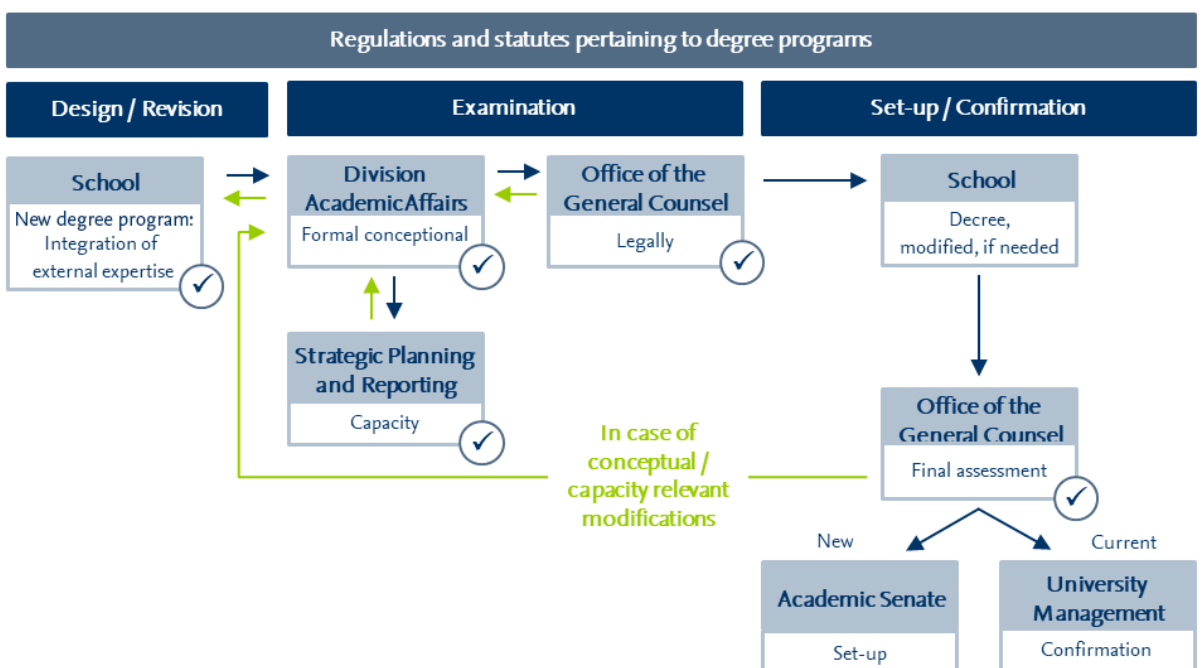 Regulations and statutes pertaining to degree programs
Design / Revision
Examination
Set-up / Confirmation
School
New degree program:
Integration of
external expertise
Division
Academic Affairs
Formal conceptional
Office of the
General Counsel
Legally
School
Decree,
modified, if needed
Strategic Planning
and Reporting
Capacity
In case of
conceptual /
capacity relevant
modifications
Office of the
General Counsel
Final assessment
New
Current
Academic Senate
Set-up
University
Management
Confirmation